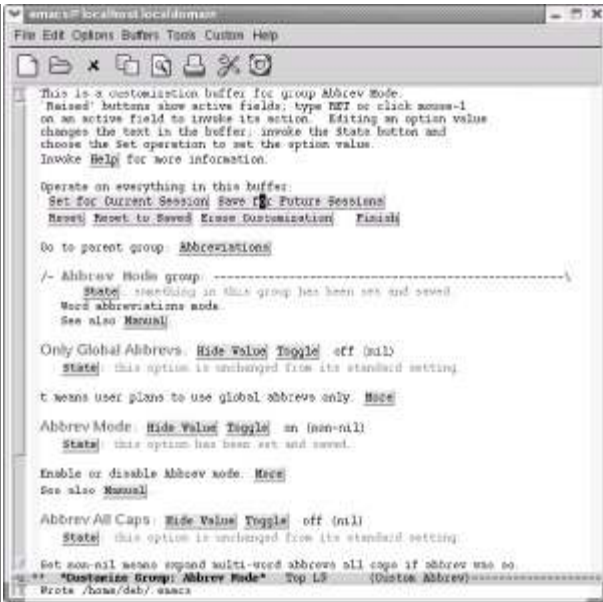 emacs@localhost.localdomain
File Edit Options Buffers Tools Custom Help
This is a customization buffer for group Abbrev Mode.
`Raised' buttons show active fields; type RET or click mouse-1
on an active field to invoke its action. Editing an option value
changes the text in the buffer; invoke the State button and
choose the Set operation to set the option value.
Invoke Help for more information.
Operate on everything in this buffer:
Set for Current Session Save for Future Sessions
Reset Reset to Saved Erase Customization Finish
Go to parent group: Abbreviations
/- Abbrev Mode group: ---------------------------------------------------\
State: something in this group has been set and saved.
Word abbreviations mode.
See also Manual
Only Global Abbrevs: Hide Value Toggle off (nil)
State: this option is unchanged from its standard setting.
t means user plans to use global abbrevs only. More
Abbrev Mode: Hide Value Toggle on (non-nil)
State: this option has been set and saved.
Enable or disable Abbrev mode. More
See also Manual
Abbrev All Caps: Hide Value Toggle off (nil)
State: this option is unchanged from its standard setting.
Set non-nil means expand multi-word abbrevs all caps if abbrev was so.
** *Customize Group: Abbrev Mode* Top L9 (Custom Abbrev)----------------
Wrote /home/deb/.emacs